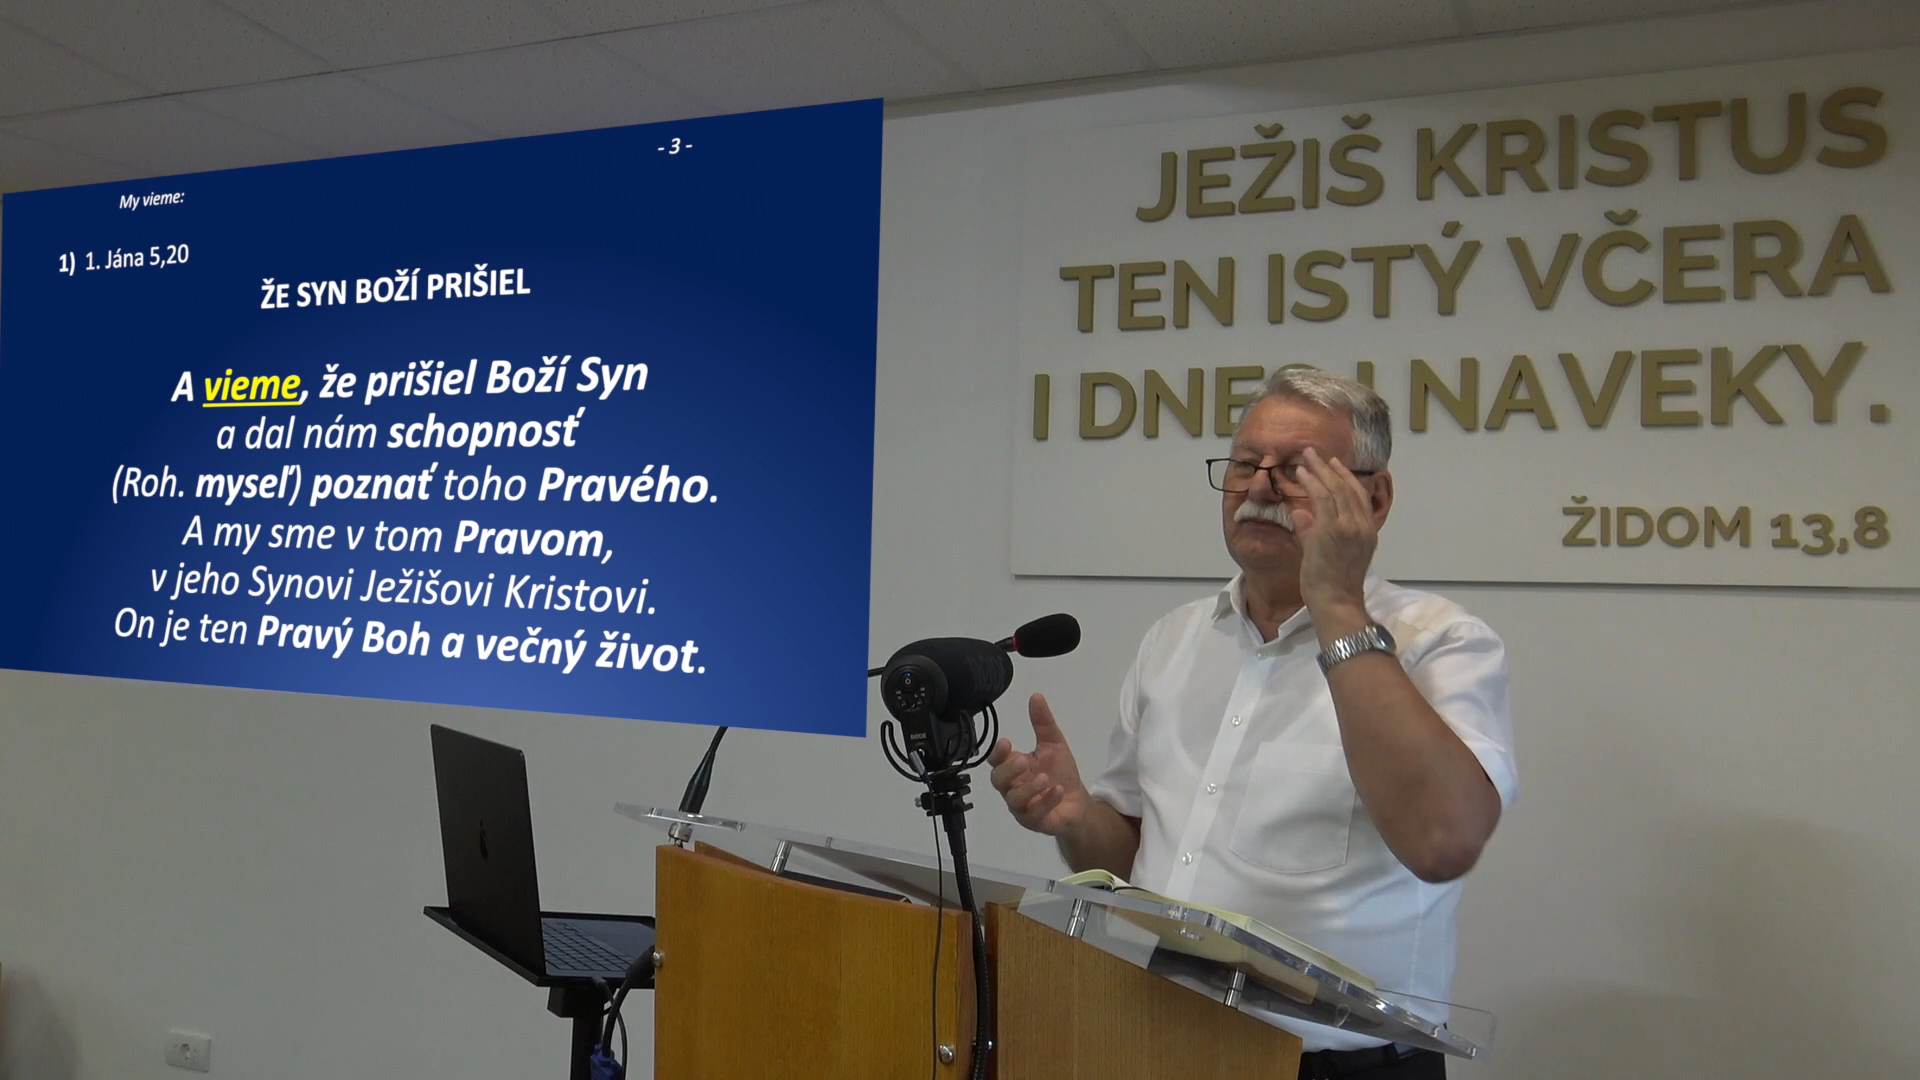 - 3 -
My vieme:
1) 1. Jána 5,20
ŽE SYN BOŽÍ PRIŠIEL
A vieme, že prišiel Boží Syn
a dal nám schopnosť
(Roh. myseľ) poznať toho Pravého.
A my sme v tom Pravom,
v jeho Synovi Ježišovi Kristovi.
On je ten Pravý Boh a večný život.
JEŽIŠ KRISTUS
TEN ISTÝ VČERA
I DNES I NAVEKY.
ŽIDOM 13,8
RODE